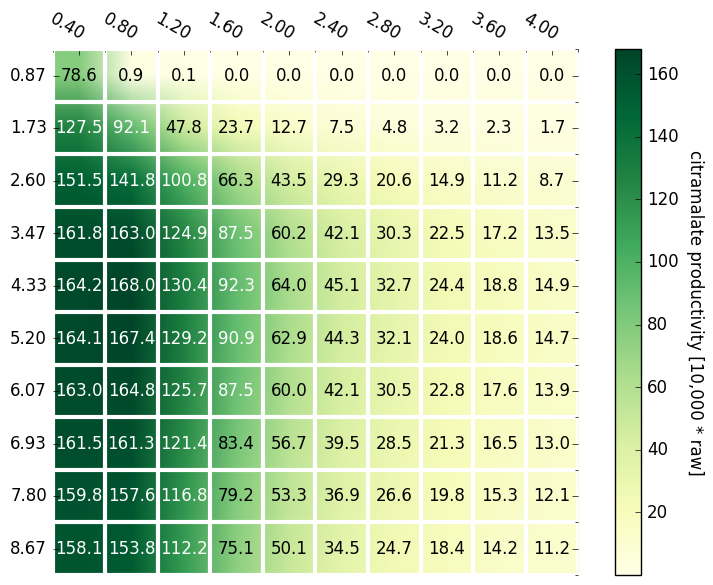 0.40 0.80 1.20 1.60 2.00 2.40 2.80 3.20 3.60 4.00
0.87 78.6 0.9 0.1 0.0 0.0 0.0 0.0 0.0 0.0 0.0
1.73 127.5 92.1 47.8 23.7 12.7 7.5 4.8 3.2 2.3 1.7
2.60 151.5 141.8 100.8 66.3 43.5 29.3 20.6 14.9 11.2 8.7
3.47 161.8 163.0 124.9 87.5 60.2 42.1 30.3 22.5 17.2 13.5
4.33 164.2 168.0 130.4 92.3 64.0 45.1 32.7 24.4 18.8 14.9
5.20 164.1 167.4 129.2 90.9 62.9 44.3 32.1 24.0 18.6 14.7
6.07 163.0 164.8 125.7 87.5 60.0 42.1 30.5 22.8 17.6 13.9
6.93 161.5 161.3 121.4 83.4 56.7 39.5 28.5 21.3 16.5 13.0
7.80 159.8 157.6 116.8 79.2 53.3 36.9 26.6 19.8 15.3 12.1
8.67 158.1 153.8 112.2 75.1 50.1 34.5 24.7 18.4 14.2 11.2
160
140
120
100
80
60
40
20
citramalate productivity [10,000 * raw]